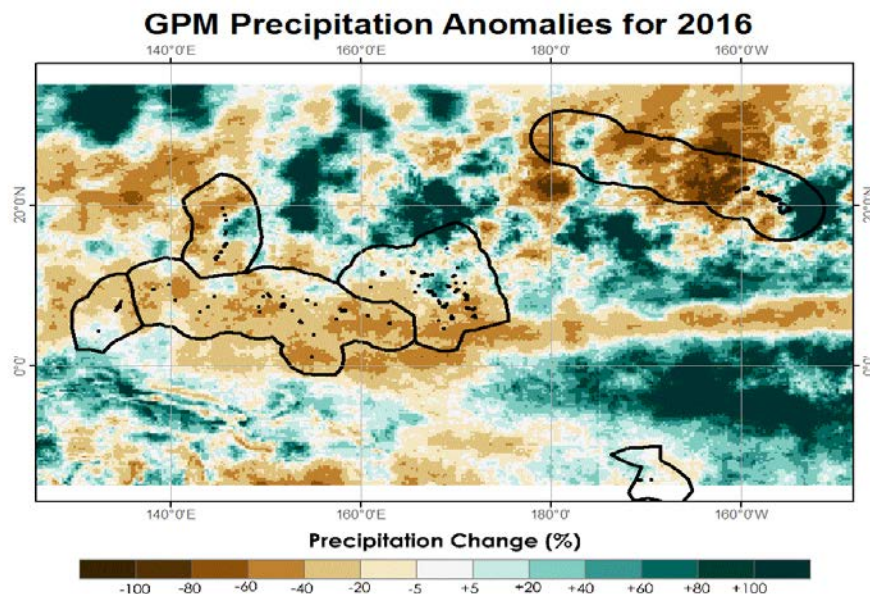 GPM Precipitation Anomalies for 2016
140°0'E 160°0'E 180°0' 160°0'W
20°0'N 20°0'N
0°0' 0°0'
140°0'E 160°0'E 180°0' 160°0'W
Precipitation Change (%)
-100 -80 -60 -40 -20 -5 +5 +20 +40 +60 +80 +100